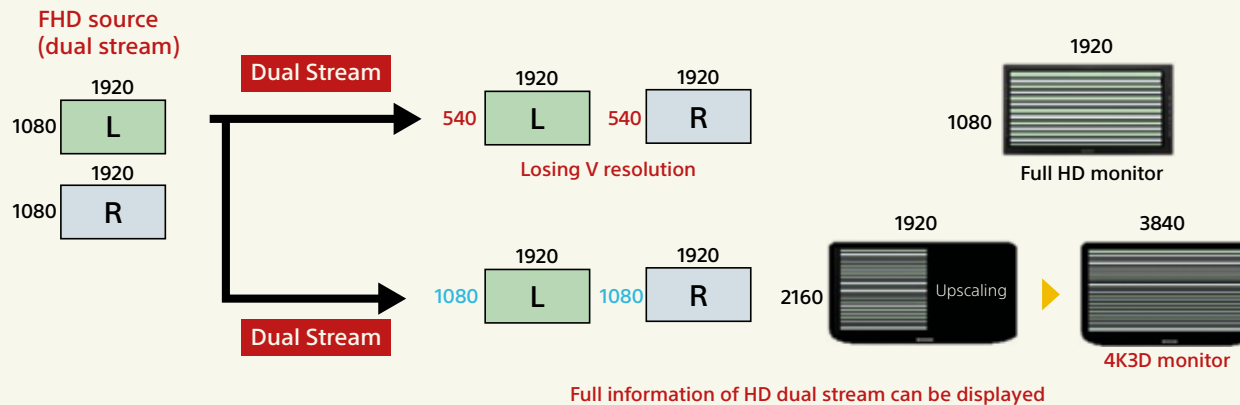 FHD source
(dual stream)
1920
1080
L
1920
1080
R
Dual Stream
1920
540
L
1920
540
R
Losing V resolution
1920
1080
Full HD monitor
Dual Stream
1920
1080
L
1920
1080
R
1920
2160
Upscaling
3840
4K3D monitor
Full information of HD dual stream can be displayed